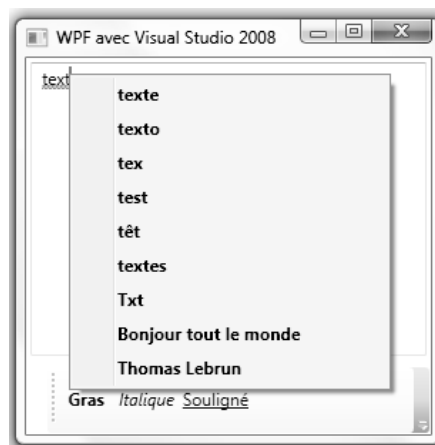 WPF avec Visual Studio 2008
text
texte
texto
tex
test
têt
textes
Txt
Bonjour tout le monde
Thomas Lebrun
Gras Italique Souligné